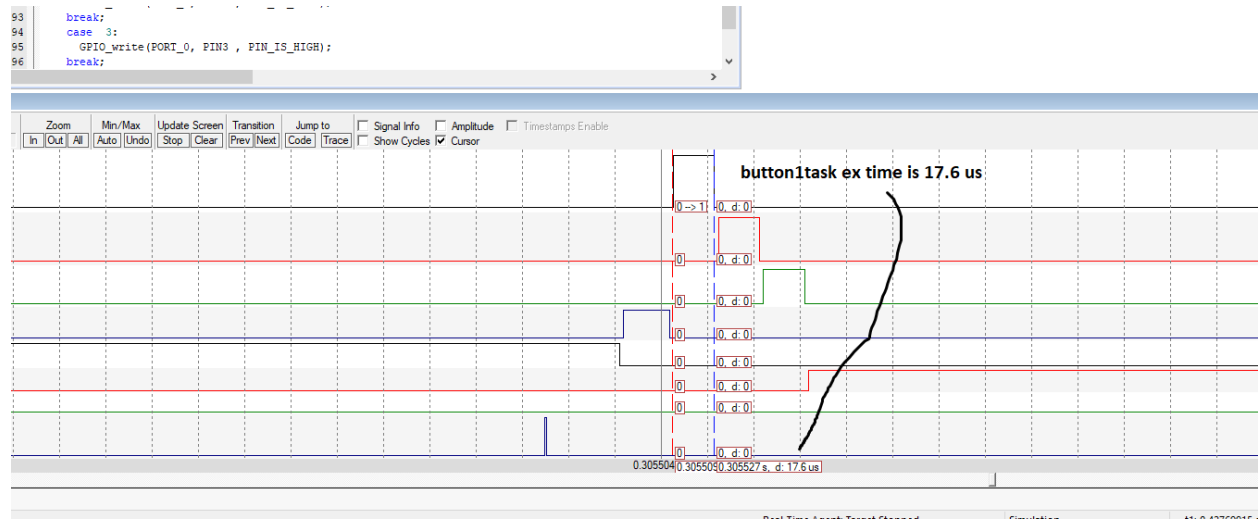 93 break;
94 case 3:
95 GPIO_write(PORT_0, PIN3 , PIN_IS_HIGH);
96 break;
Zoom Min/Max Update Screen Transition Jump to Signal Info Amplitude Timestamps Enable
In Out All Auto Undo Stop Clear Prev Next Code Trace Show Cycles Cursor
button1task ex time is 17.6 us
0 --> 1 0, d: 0
0 0, d: 0
0 0, d: 0
0 0, d: 0
0 0, d: 0
0 0, d: 0
0 0, d: 0
0 0, d: 0
0.305504 0.305509 0.305527 s, d: 17.6 us
Real-Time Agent: Target Stopped Simulation